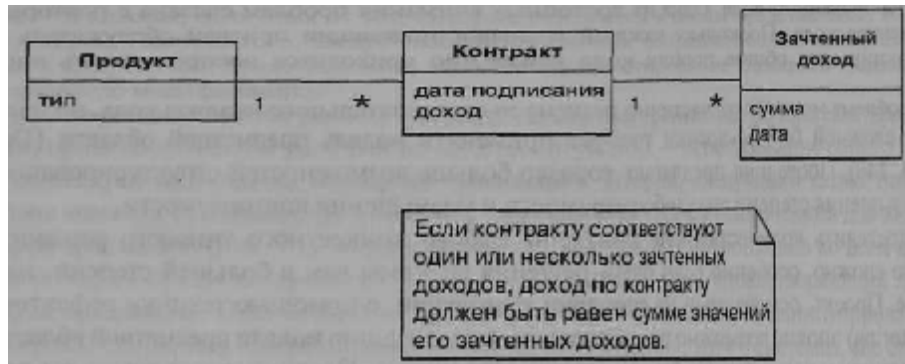 Продукт
тип
1
*
Контракт
дата подписания
доход
1
*
Зачтенный
доход
сумма
дата
Если контракту соответствуют
один или несколько зачтенных
доходов, доход по контракту
должен быть равен сумме значений
его зачтенных доходов.